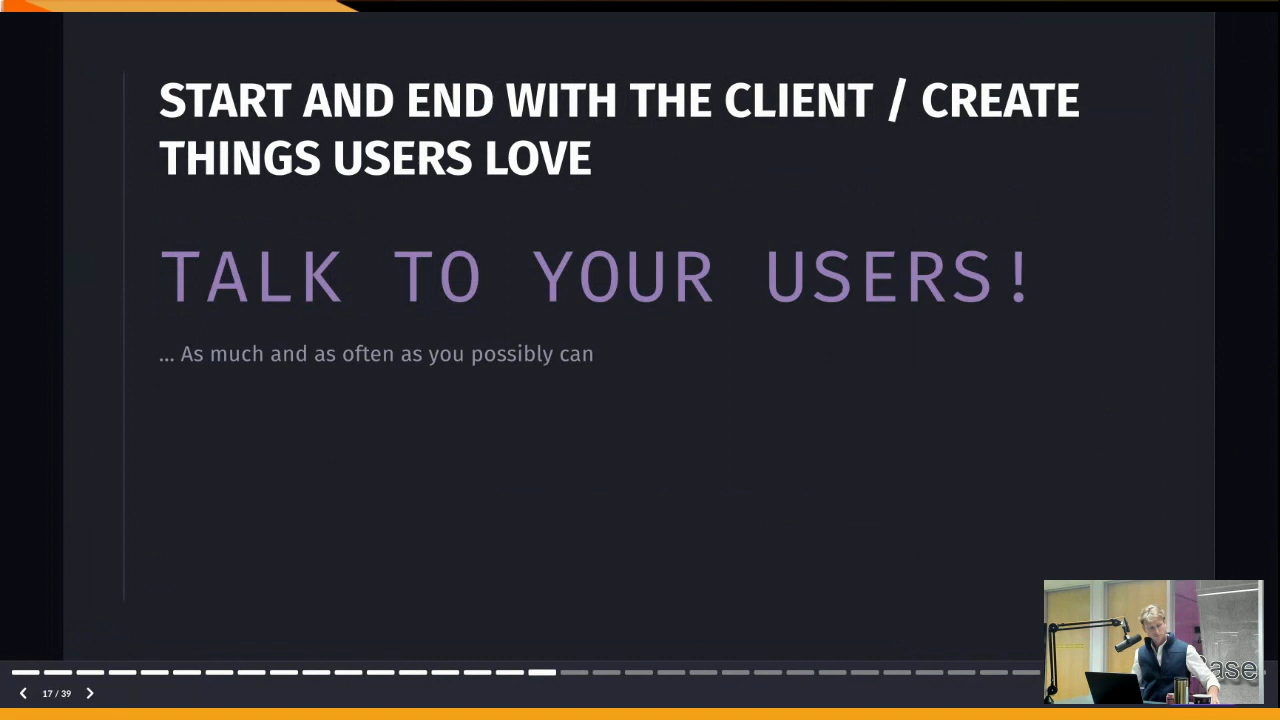 START AND END WITH THE CLIENT / CREATE
THINGS USERS LOVE
TALK TO YOUR USERS!
... As much and as often as you possibly can
17 / 39